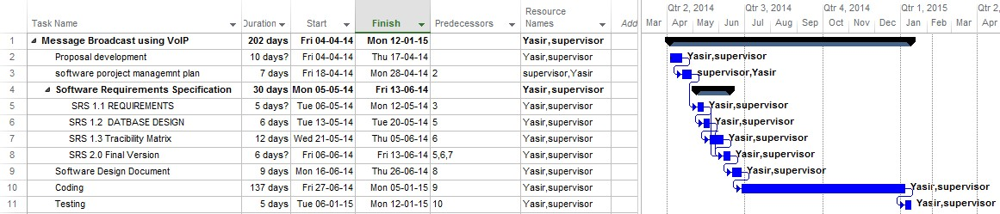 Task Name Duration Start Finish Predecessors Resource Names Add
Qtr 2, 2014 Qtr 3, 2014 Qtr 4, 2014 Qtr 1, 2015 Qtr 2,
Mar Apr May Jun Jul Aug Sep Oct Nov Dec Jan Feb Mar Apr
1 Message Broadcast using VoIP 202 days Fri 04-04-14 Mon 12-01-15 Yasir,supervisor
2 Proposal development 10 days? Fri 04-04-14 Thu 17-04-14 Yasir,supervisor Yasir,supervisor
3 software poroject managemnt plan 7 days Fri 18-04-14 Mon 28-04-14 2 supervisor,Yasir supervisor,Yasir
4 Software Requirements Specification 30 days Mon 05-05-14 Fri 13-06-14 Yasir,supervisor
5 SRS 1.1 REQUIREMENTS 5 days? Tue 06-05-14 Mon 12-05-14 3 Yasir,supervisor Yasir,supervisor
6 SRS 1.2 DATBASE DESIGN 6 days Tue 13-05-14 Tue 20-05-14 5 Yasir,supervisor Yasir,supervisor
7 SRS 1.3 Tracibility Matrix 12 days Wed 21-05-14 Thu 05-06-14 6 Yasir,supervisor Yasir,supervisor
8 SRS 2.0 Final Version 6 days? Fri 06-06-14 Fri 13-06-14 5,6,7 Yasir,supervisor Yasir,supervisor
9 Software Design Document 9 days Mon 16-06-14 Thu 26-06-14 8 Yasir,supervisor Yasir,supervisor
10 Coding 137 days Fri 27-06-14 Mon 05-01-15 9 Yasir,supervisor Yasir,supervisor
11 Testing 5 days Tue 06-01-15 Mon 12-01-15 10 Yasir,supervisor Yasir,supervisor